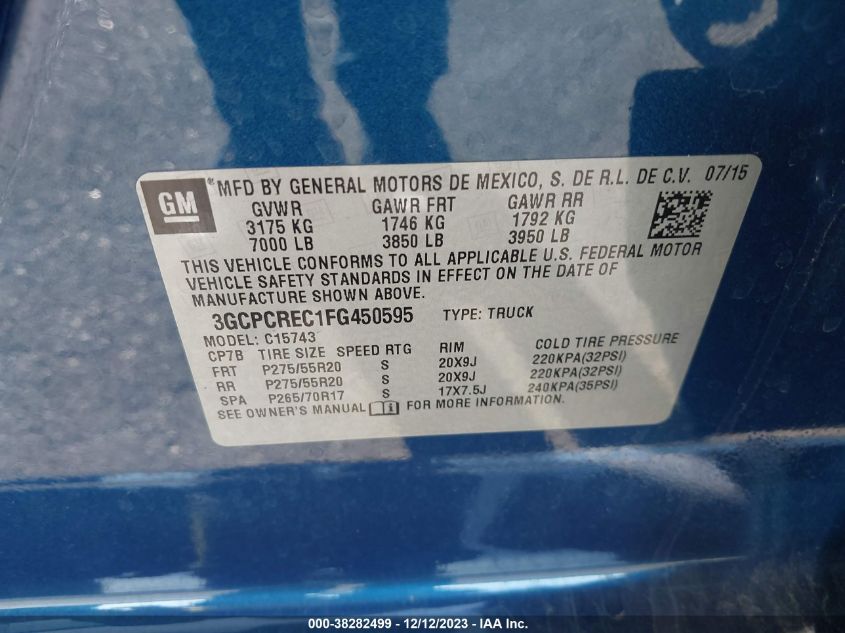 GM ® MFD BY GENERAL MOTORS DE MEXICO, S. DE R.L. DE C.V. 07/15
GVWR GAWR FRT GAWR RR
3175 KG 1746 KG 1792 KG
7000 LB 3850 LB 3950 LB
THIS VEHICLE CONFORMS TO ALL APPLICABLE U.S. FEDERAL MOTOR
VEHICLE SAFETY STANDARDS IN EFFECT ON THE DATE OF
MANUFACTURE SHOWN ABOVE.
3GCPCREC1FG450595 TYPE: TRUCK
MODEL: C15743
CP7B TIRE SIZE SPEED RTG RIM COLD TIRE PRESSURE
FRT P275/55R20 S 20X9J 220KPA(32PSI)
RR P275/55R20 S 20X9J 220KPA(32PSI)
SPA P265/70R17 S 17X7.5J 240KPA(35PSI)
SEE OWNER'S MANUAL FOR MORE INFORMATION.
000-38282499 - 12/12/2023 - IAA Inc.